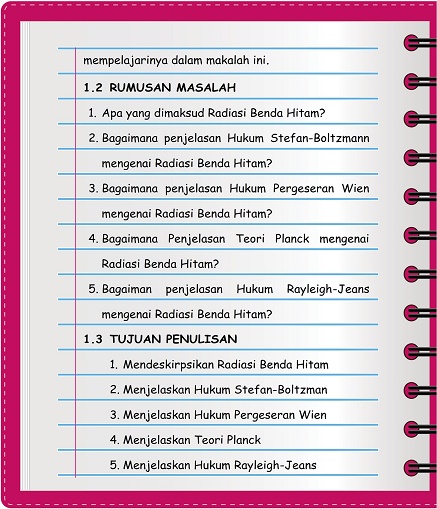 mempelajarinya dalam makalah ini.
1.2 RUMUSAN MASALAH
1. Apa yang dimaksud Radiasi Benda Hitam?
2. Bagaimana penjelasan Hukum Stefan-Boltzmann
mengenai Radiasi Benda Hitam?
3. Bagaimana penjelasan Hukum Pergeseran Wien
mengenai Radiasi Benda Hitam?
4. Bagaimana Penjelasan Teori Planck mengenai
Radiasi Benda Hitam?
5. Bagaiman penjelasan Hukum Rayleigh-Jeans
mengenai Radiasi Benda Hitam?
1.3 TUJUAN PENULISAN
1. Mendeskirpsikan Radiasi Benda Hitam
2. Menjelaskan Hukum Stefan-Boltzman
3. Menjelaskan Hukum Pergeseran Wien
4. Menjelaskan Teori Planck
5. Menjelaskan Hukum Rayleigh-Jeans